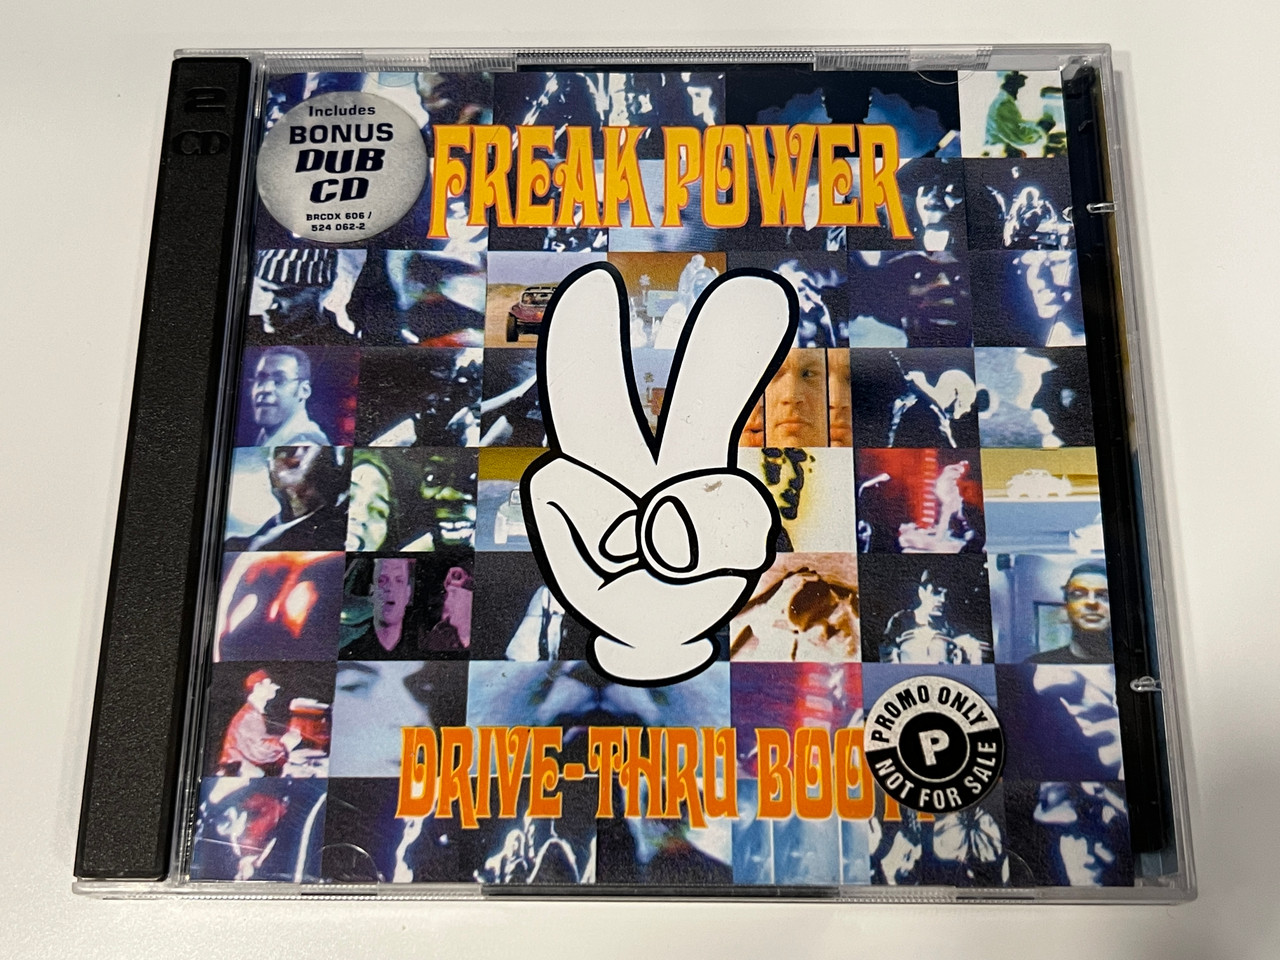 2
CD
Includes
BONUS
DUB
CD
BRCDX 606 /
524 062-2
FREAK POWER
DRIVE-THRU
PROMO ONLY
P
NOT FOR SALE